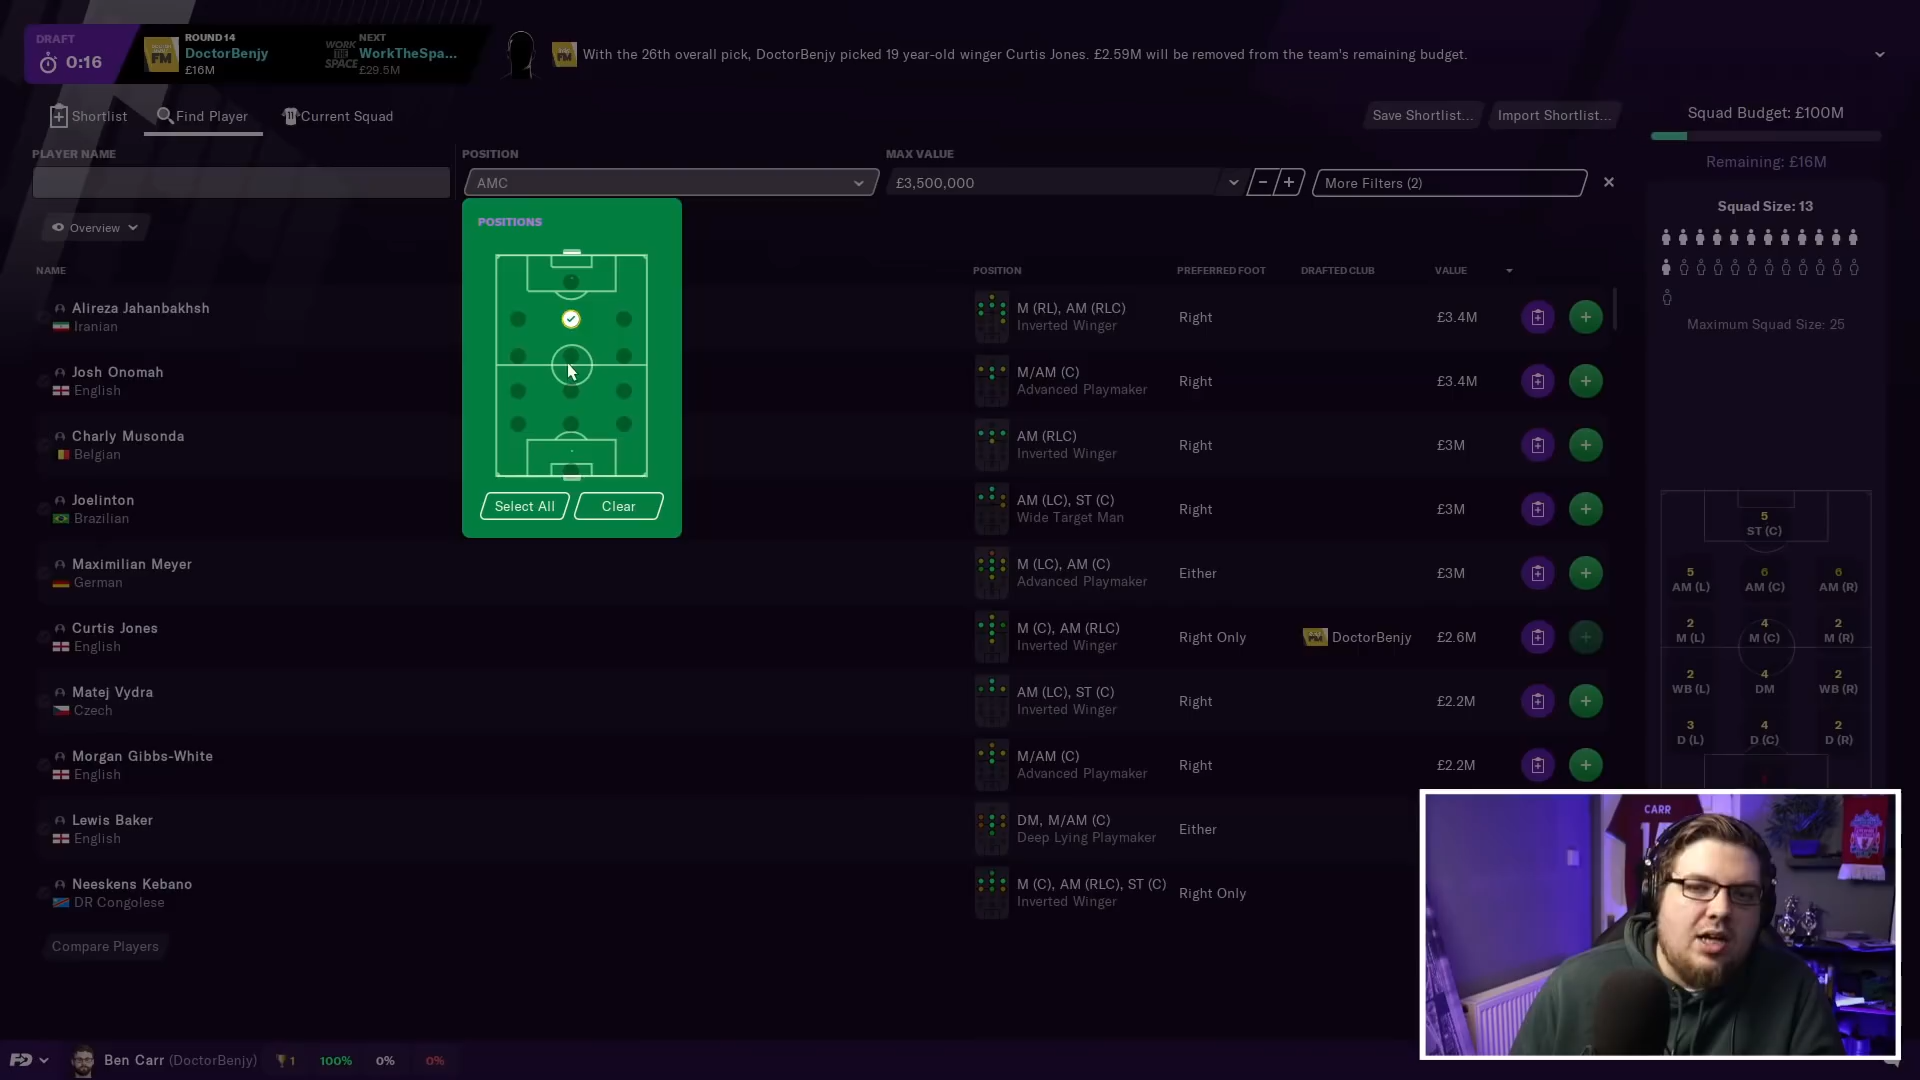 DRAFT
0:16
FM
ROUND 14
DoctorBenjy
£16M
WORK THE SPACE
NEXT
WorkTheSpa...
£29.5M
FM
With the 26th overall pick, DoctorBenjy picked 19 year-old winger Curtis Jones. £2.59M will be removed from the team's remaining budget.
Shortlist
Find Player
Current Squad
Save Shortlist...
Import Shortlist...
Squad Budget: £100M
Remaining: £16M
PLAYER NAME
POSITION
MAX VALUE
AMC
£3,500,000
More Filters (2)
Squad Size: 13
Maximum Squad Size: 25
Overview
POSITIONS
Select All
Clear
NAME
POSITION
PREFERRED FOOT
DRAFTED CLUB
VALUE
Alireza Jahanbakhsh
Iranian
M (RL), AM (RLC)
Inverted Winger
Right
£3.4M
Josh Onomah
English
M/AM (C)
Advanced Playmaker
Right
£3.4M
Charly Musonda
Belgian
AM (RLC)
Inverted Winger
Right
£3M
Joelinton
Brazilian
AM (LC), ST (C)
Wide Target Man
Right
£3M
Maximilian Meyer
German
M (LC), AM (C)
Advanced Playmaker
Either
£3M
Curtis Jones
English
M (C), AM (RLC)
Inverted Winger
Right Only
FM
DoctorBenjy
£2.6M
Matej Vydra
Czech
AM (LC), ST (C)
Inverted Winger
Right
£2.2M
Morgan Gibbs-White
English
M/AM (C)
Advanced Playmaker
Right
£2.2M
Lewis Baker
English
DM, M/AM (C)
Deep Lying Playmaker
Either
Neeskens Kebano
DR Congolese
M (C), AM (RLC), ST (C)
Inverted Winger
Right Only
5
ST (C)
5 6 6
AM (L) AM (C) AM (R)
2 4 2
M (L) M (C) M (R)
2 4 2
WB (L) DM WB (R)
3 4 2
D (L) D (C) D (R)
Compare Players
CARR
Ben Carr (DoctorBenjy)
1
100%
0%
0%